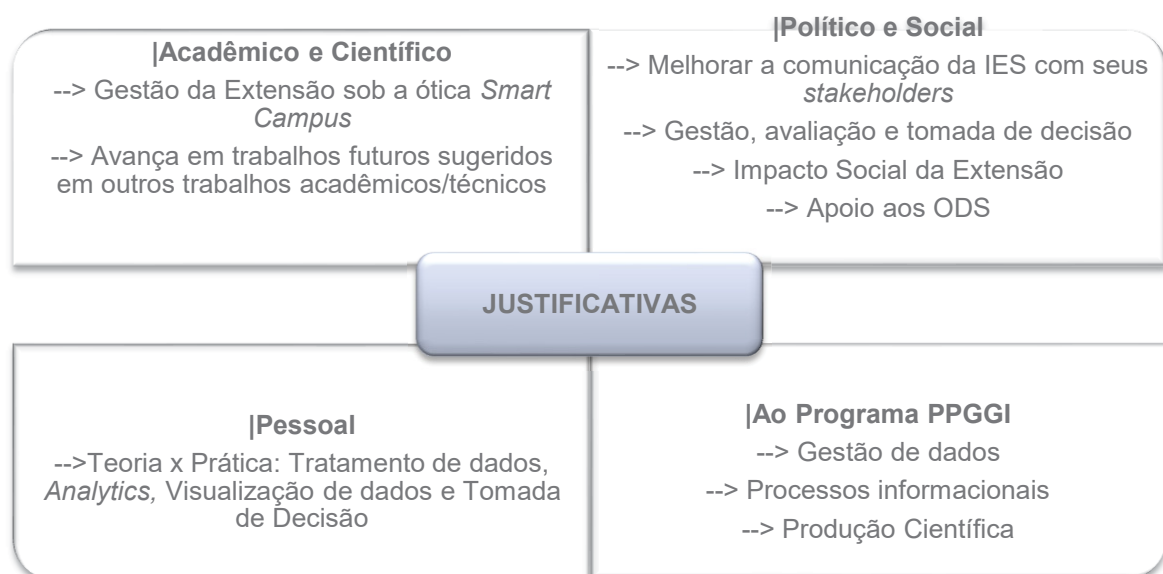 |Acadêmico e Científico
--> Gestão da Extensão sob a ótica Smart
Campus
--> Avança em trabalhos futuros sugeridos
em outros trabalhos acadêmicos/técnicos
|Político e Social
--> Melhorar a comunicação da IES com seus
stakeholders
--> Gestão, avaliação e tomada de decisão
--> Impacto Social da Extensão
--> Apoio aos ODS
JUSTIFICATIVAS
|Pessoal
-->Teoria x Prática: Tratamento de dados,
Analytics, Visualização de dados e Tomada
de Decisão
|Ao Programa PPGGI
--> Gestão de dados
--> Processos informacionais
--> Produção Científica